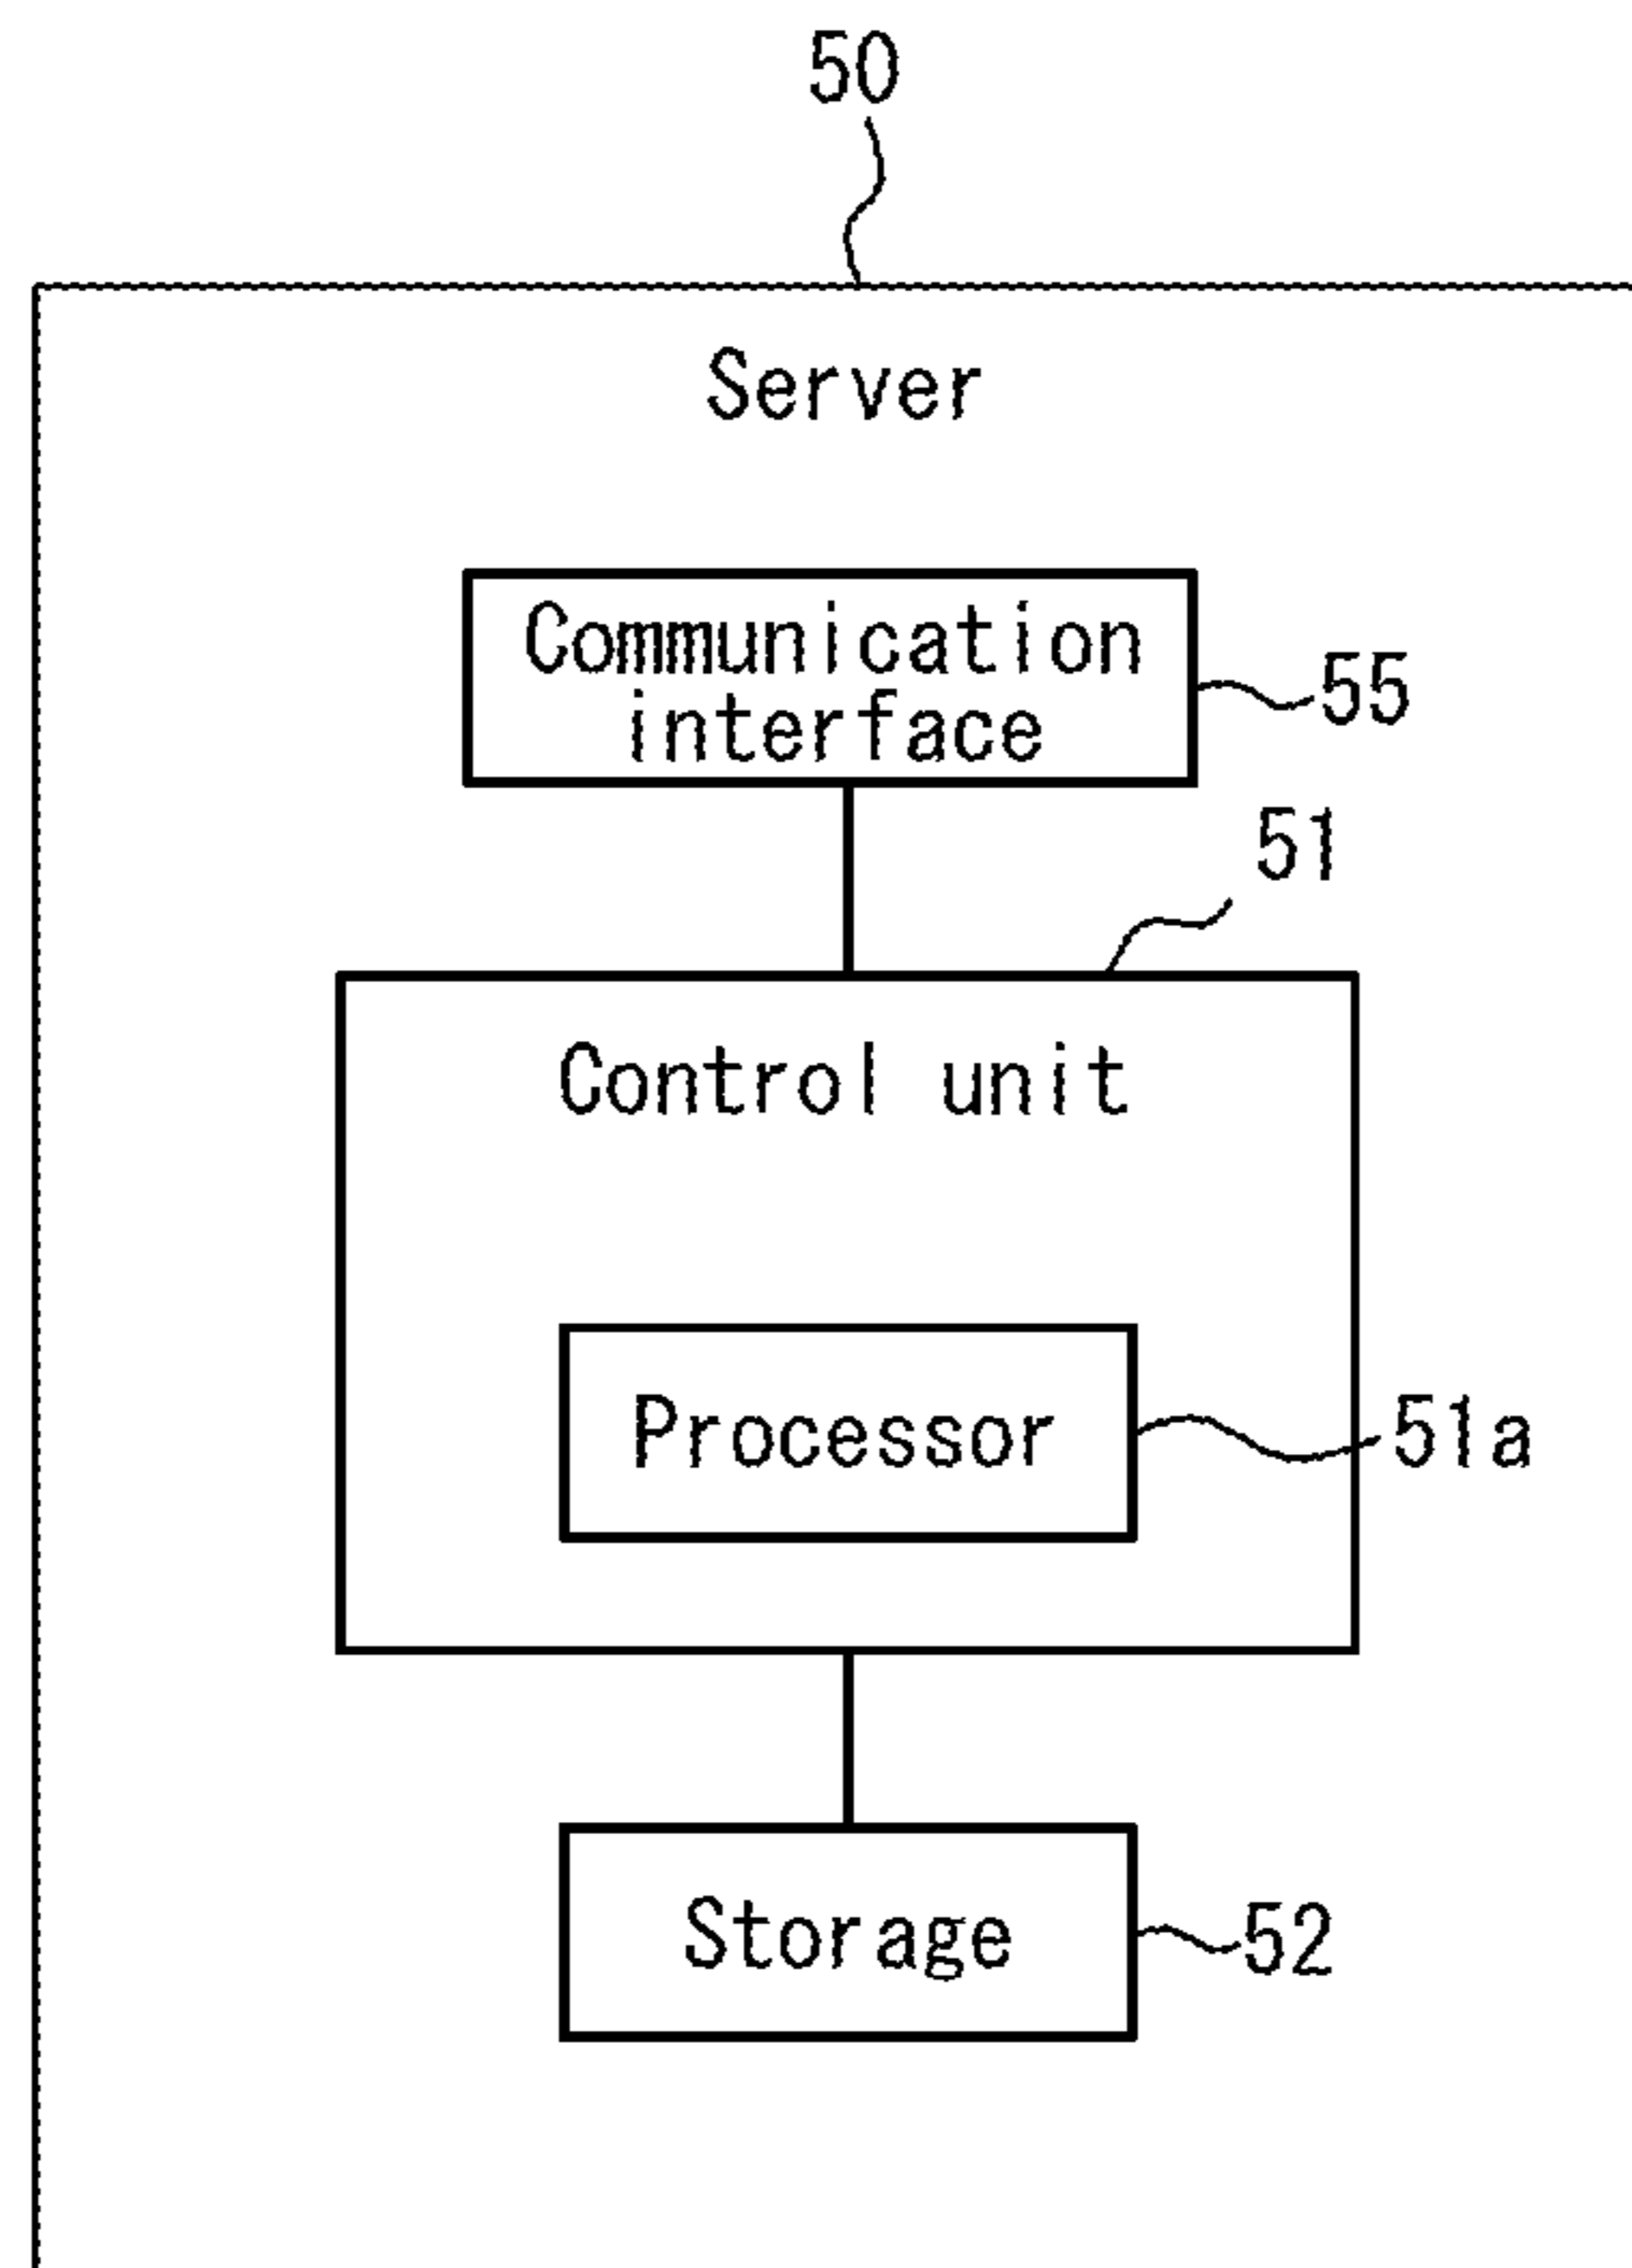 50
Server
Communication
interface
55
51
Control unit
Processor
51a
Storage
52